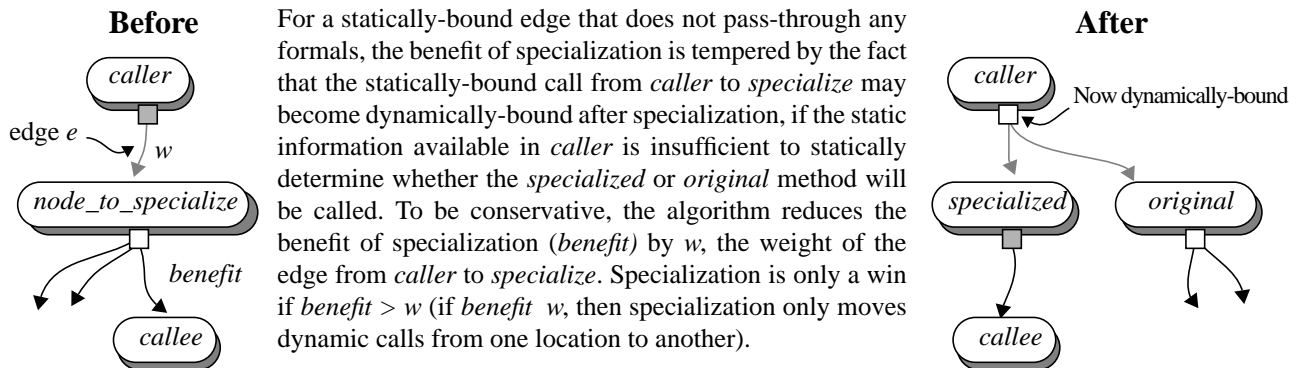 Before
caller
edge e
w
node_to_specialize
benefit
callee
For a statically-bound edge that does not pass-through any
formals, the benefit of specialization is tempered by the fact
that the statically-bound call from caller to specialize may
become dynamically-bound after specialization, if the static
information available in caller is insufficient to statically
determine whether the specialized or original method will
be called. To be conservative, the algorithm reduces the
benefit of specialization (benefit) by w, the weight of the
edge from caller to specialize. Specialization is only a win
if benefit > w (if benefit w, then specialization only moves
dynamic calls from one location to another).
After
caller
Now dynamically-bound
specialized
original
callee